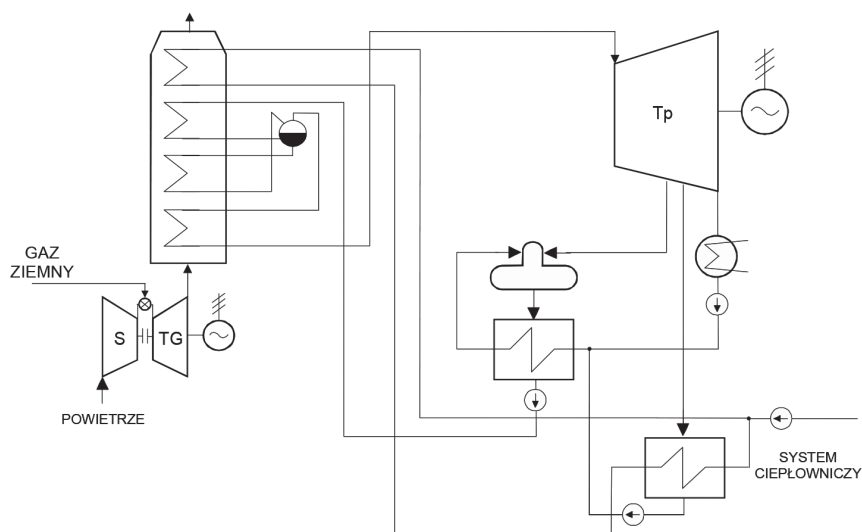 Tp
GAZ
ZIEMNY
S
TG
POWIETRZE
SYSTEM
CIEPŁOWNICZY